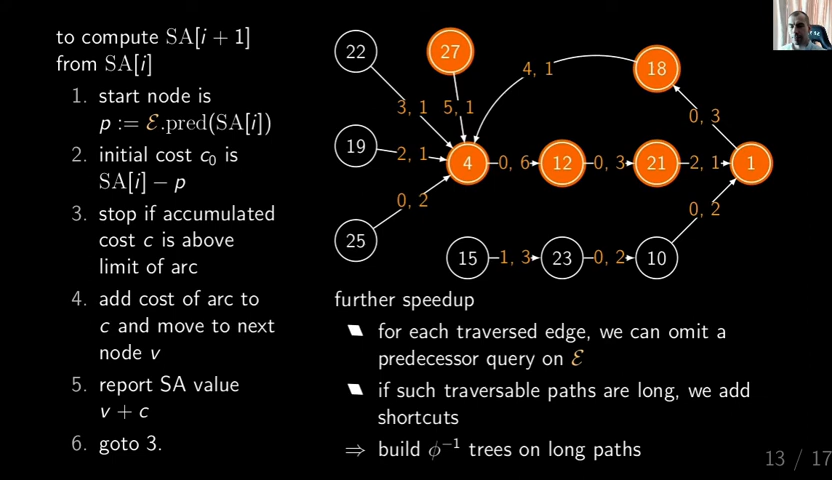 to compute SA[i + 1]
from SA[i]
1. start node is
p := ℰ.pred(SA[i])
2. initial cost c₀ is
SA[i] − p
3. stop if accumulated
cost c is above
limit of arc
4. add cost of arc to
c and move to next
node v
5. report SA value
v + c
6. goto 3.
22
27
18
4, 1
3, 1
5, 1
0, 3
19
2, 1
4
0, 6
12
0, 3
21
2, 1
1
0, 2
0, 2
25
15
1, 3
23
0, 2
10
further speedup
for each traversed edge, we can omit a
predecessor query on ℰ
if such traversable paths are long, we add
shortcuts
⇒ build ϕ⁻¹ trees on long paths
13 / 17